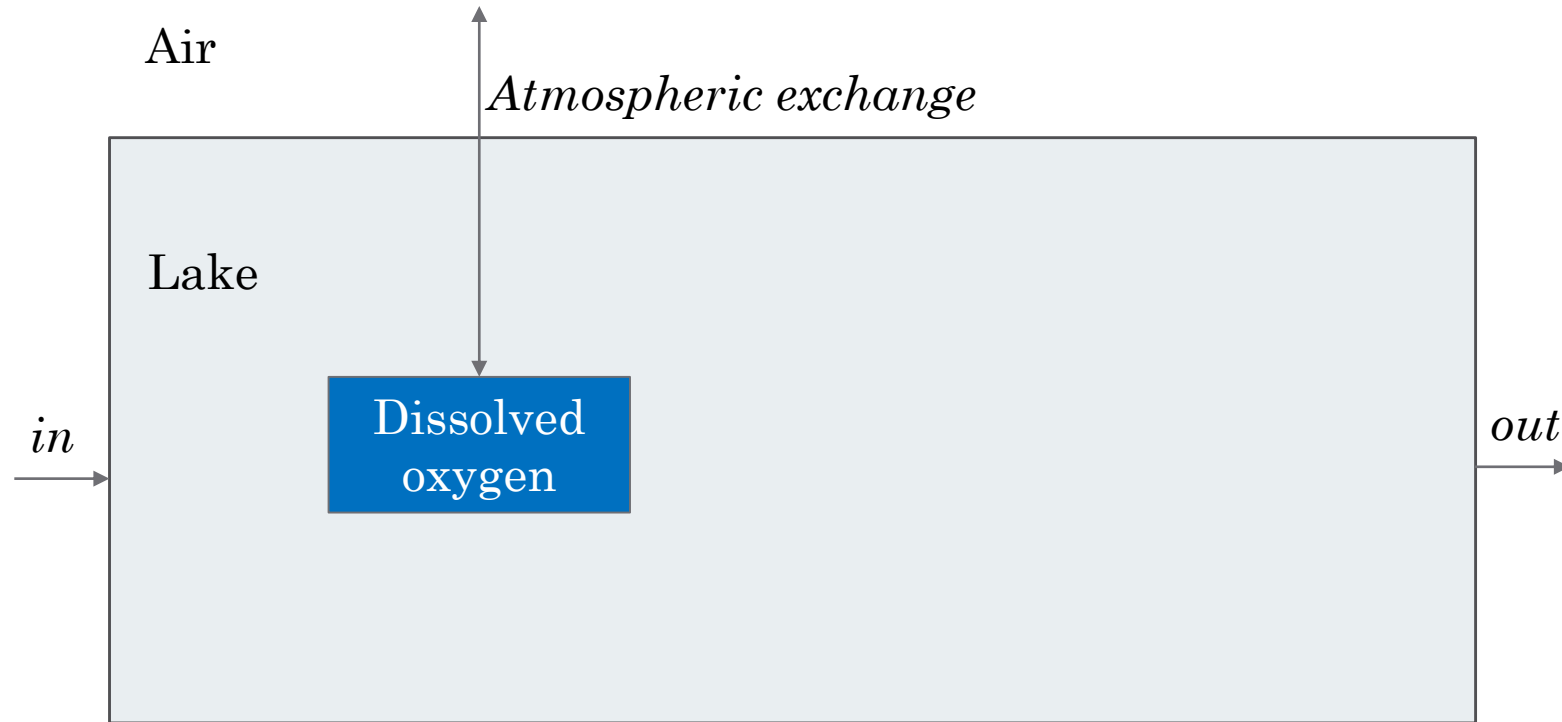 Air
Atmospheric exchange
Lake
Dissolved
oxygen
in
out